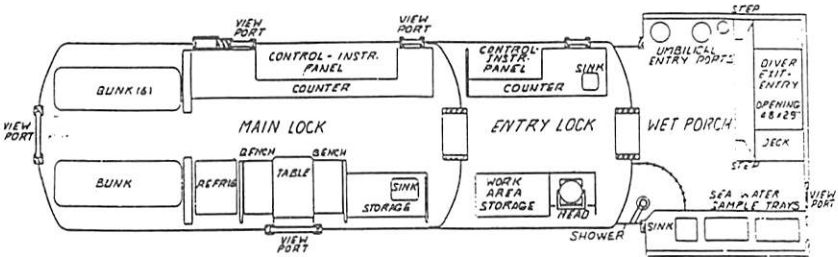 VIEW
PORT
VIEW
PORT
STEP
CONTROL - INSTR.
PANEL
COUNTER
CONTROL-
INSTR.
PANEL
SINK
COUNTER
UMBILICAL
ENTRY PORTS
DIVER
EXIT-
ENTRY
OPENING
48x29
DECK
STEP
BUNK (6)
VIEW
PORT
MAIN LOCK
ENTRY LOCK
WET PORCH
BUNK
REFRIG
BENCH
TABLE
BENCH
SINK
STORAGE
VIEW
PORT
WORK
AREA
STORAGE
HEAD
SHOWER
SEA WATER
SAMPLE TRAYS
SINK
VIEW
PORT